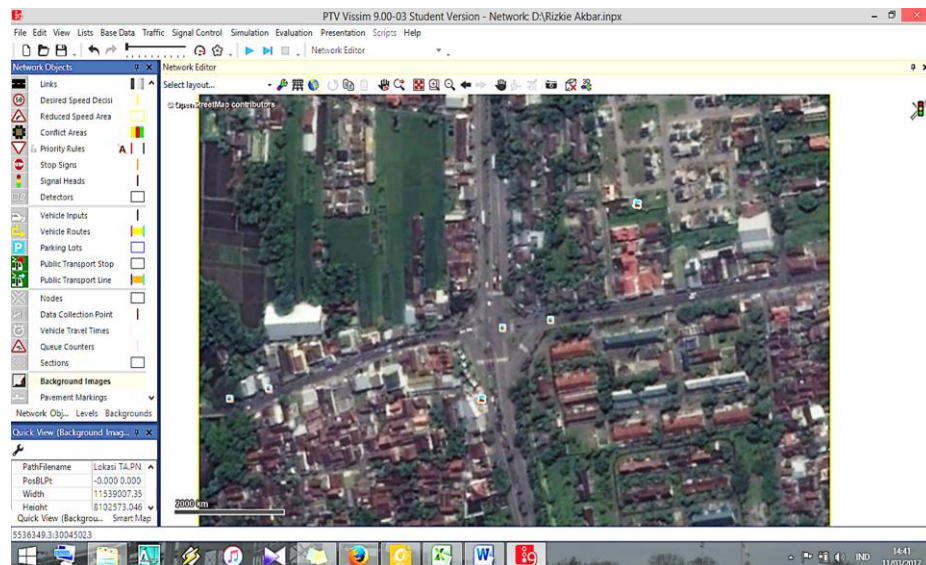 PTV Vissim 9.00-03 Student Version - Network: D:\Rizkie Akbar.inpx
File Edit View Lists Base Data Traffic Signal Control Simulation Evaluation Presentation Scripts Help
Network Editor
Network Objects
Network Editor
Select layout...
© OpenStreetMap contributors
Links
Desired Speed Decisi
Reduced Speed Area
Conflict Areas
Priority Rules A
Stop Signs
Signal Heads
Detectors
Vehicle Inputs
Vehicle Routes
Parking Lots
Public Transport Stop
Public Transport Line
Nodes
Data Collection Point
Vehicle Travel Times
Queue Counters
Sections
Background Images
Pavement Markings
Network Obj... Levels Backgrounds
Quick View (Background Imag...
PathFilename Lokasi TA.PN
PosBLPt -0.000 0.000
Width 11539007.35
Height 8102573.046
Quick View (Backgrou... Smart Map
2000 km
5536349.3:3004502.3
IND
14:41
11/03/2017